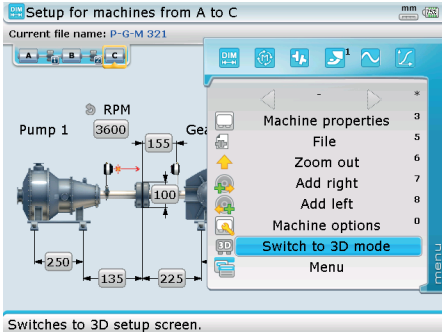 DIM Setup for machines from A to C
mm
Current file name: P-G-M 321
A
B
C
DIM
M
1
RPM
Pump 1
3600
155
100
250
135
225
- *
Machine properties 3
File 5
Zoom out 6
Add right 7
Add left 8
Machine options 0
3D Switch to 3D mode
Menu
menu
Switches to 3D setup screen.